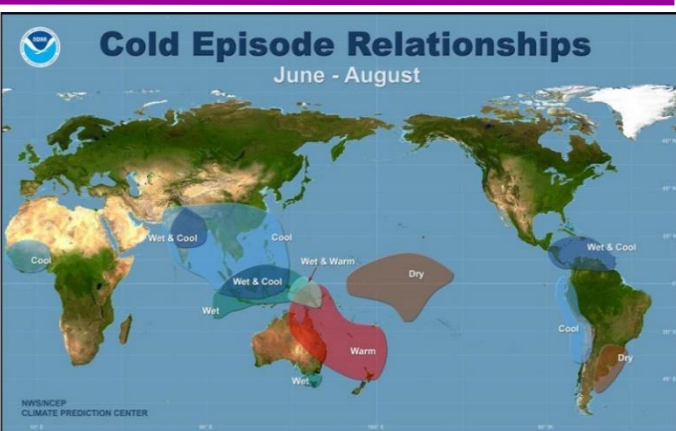 NOAA
Cold Episode Relationships
June - August
Cool
Wet & Cool
Cool
Wet & Cool
Wet & Warm
Wet
Dry
Warm
Wet
Wet & Cool
Cool
Dry
NWS/NCEP
CLIMATE PREDICTION CENTER